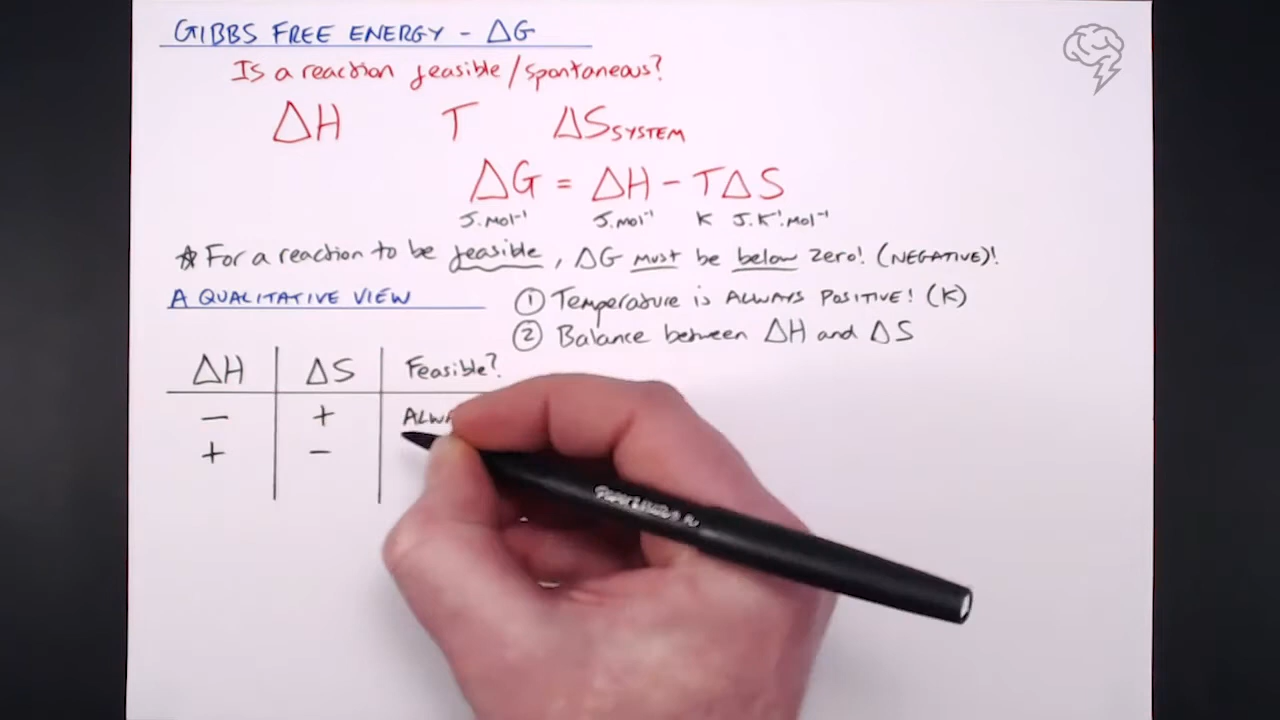 GIBBS FREE ENERGY - ΔG
Is a reaction feasible/spontaneous?
ΔH T ΔS SYSTEM
ΔG = ΔH - TΔS
J.mol⁻¹ J.mol⁻¹ K J.K⁻¹.mol⁻¹
☆ For a reaction to be feasible, ΔG must be below zero! (NEGATIVE)!
A QUALITATIVE VIEW
① Temperature is ALWAYS POSITIVE! (K)
② Balance between ΔH and ΔS
ΔH ΔS Feasible?
− +
+ −